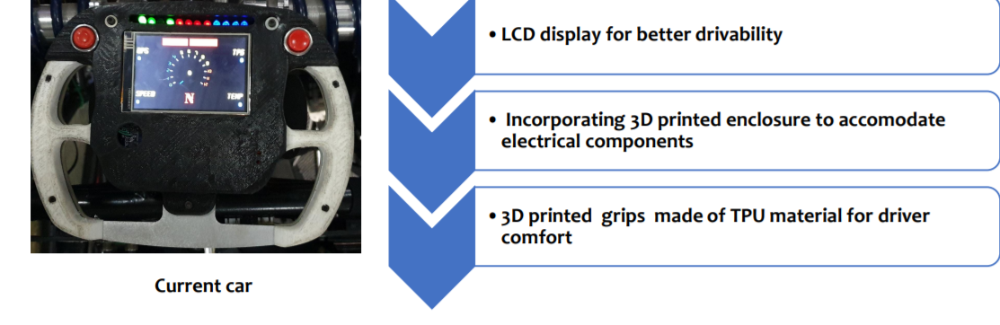 RPG
TPS
SPEED
N
TEMP
Current car
• LCD display for better drivability
• Incorporating 3D printed enclosure to accomodate
electrical components
• 3D printed grips made of TPU material for driver
comfort